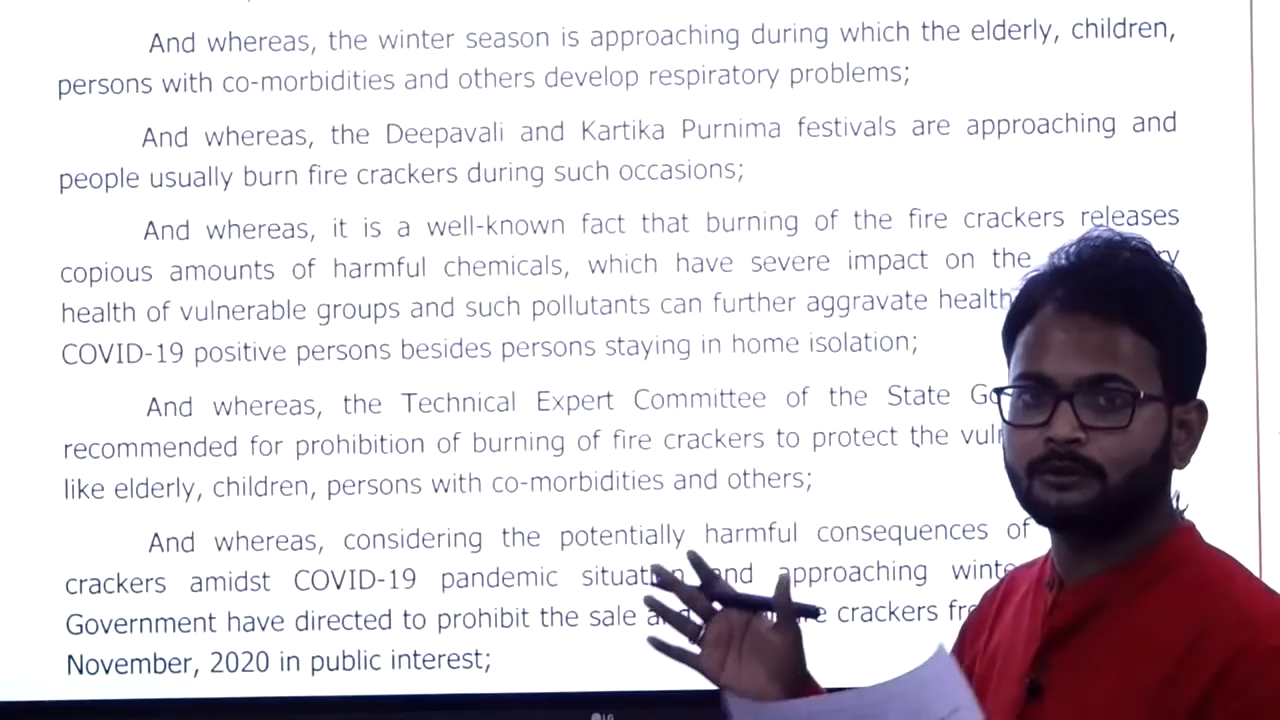 And whereas, the winter season is approaching during which the elderly, children,
persons with co-morbidities and others develop respiratory problems;
And whereas, the Deepavali and Kartika Purnima festivals are approaching and
people usually burn fire crackers during such occasions;
And whereas, it is a well-known fact that burning of the fire crackers releases
copious amounts of harmful chemicals, which have severe impact on the
health of vulnerable groups and such pollutants can further aggravate health
COVID-19 positive persons besides persons staying in home isolation;
And whereas, the Technical Expert Committee of the State
recommended for prohibition of burning of fire crackers to protect the
like elderly, children, persons with co-morbidities and others;
And whereas, considering the potentially harmful consequences of
crackers amidst COVID-19 pandemic and approaching
Government have directed to prohibit the sale crackers
November, 2020 in public interest;
LG